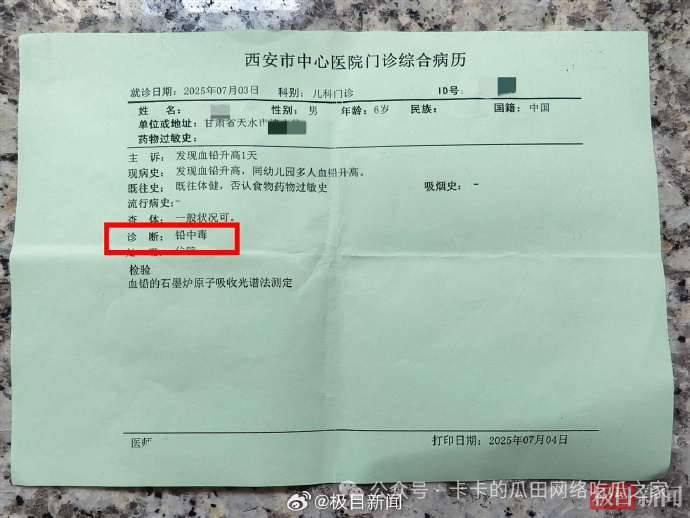 西安市中心医院门诊综合病历
就诊日期：2025年07月03日 科别：儿科门诊 ID号：
姓 名： 性别：男 年龄：6岁 民族： 国籍：中国
单位或地址：甘肃省天水市
药物过敏史：
主 诉：发现血铅升高1天
现病史：发现血铅升高，同幼儿园多人血铅升高。
既往史：既往体健，否认食物药物过敏史 吸烟史：-
流行病史：-
查 体：一般状况可。
诊 断：铅中毒
处 理：住院
检验
血铅的石墨炉原子吸收光谱法测定
医师 打印日期：2025年07月04日
公众号·卡卡的瓜田网络吃瓜之家
@极目新闻
极目新闻